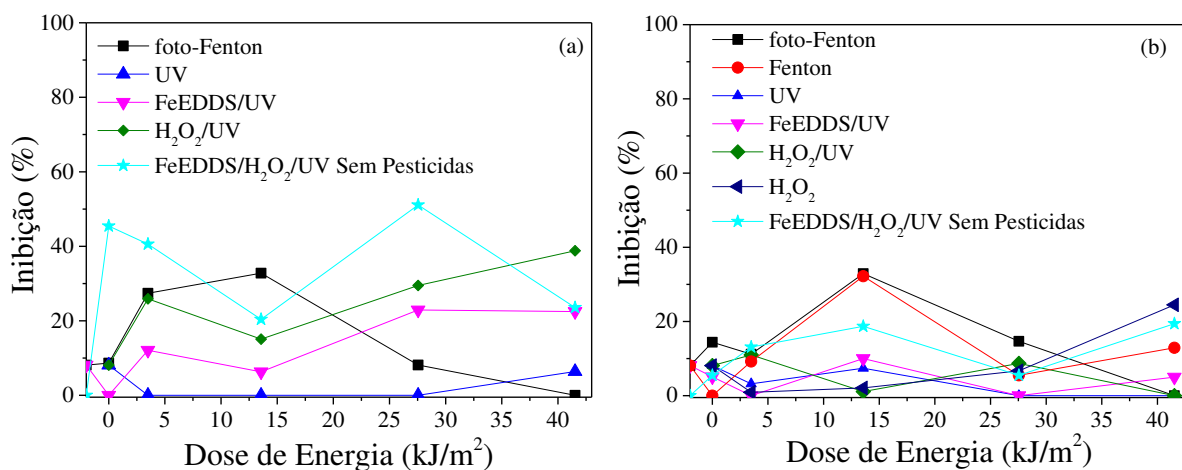 100
80
60
40
20
0
Inibição (%)
(a)
foto-Fenton
UV
FeEDDS/UV
H₂O₂/UV
FeEDDS/H₂O₂/UV Sem Pesticidas
0 5 10 15 20 25 30 35 40
Dose de Energia (kJ/m²)
100
80
60
40
20
0
Inibição (%)
(b)
foto-Fenton
Fenton
UV
FeEDDS/UV
H₂O₂/UV
H₂O₂
FeEDDS/H₂O₂/UV Sem Pesticidas
0 5 10 15 20 25 30 35 40
Dose de Energia (kJ/m²)